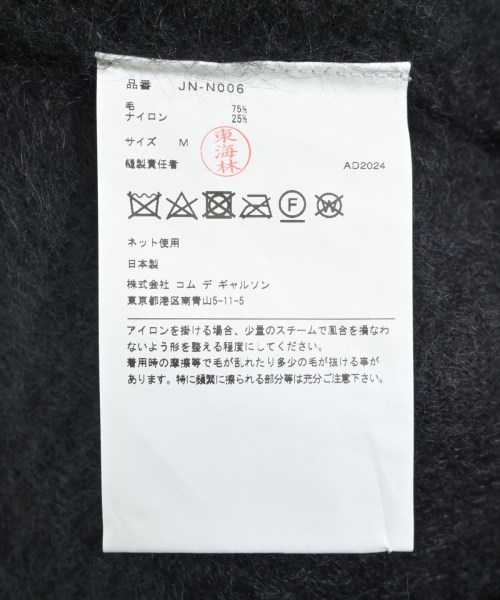 品番 JN-N006
毛 75%
ナイロン 25%
サイズ M
東海林
縫製責任者 AD2024
F W
ネット使用
日本製
株式会社 コム デ ギャルソン
東京都港区南青山5-11-5
アイロンを掛ける場合、少量のスチームで風合を損なわ
ないよう形を整える程度にしてください。
着用時の摩擦等で毛が乱れたり多少の毛が抜ける事が
あります。特に頻繁に擦られる部分等は充分ご注意下さい。